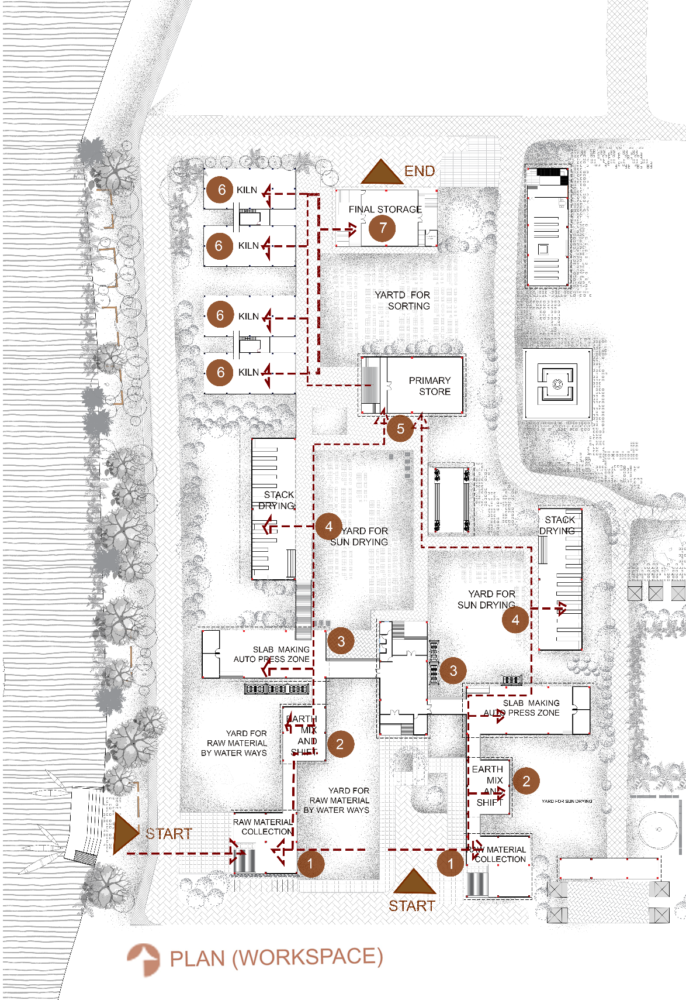 END
6 KILN
FINAL STORAGE
7
6 KILN
YARTD FOR
SORTING
6 KILN
6 KILN
PRIMARY
STORE
5
STACK
DRYING
4
YARD FOR
SUN DRYING
STACK
DRYING
YARD FOR
SUN DRYING
4
3
SLAB MAKING
AUTO PRESS ZONE
3
SLAB MAKING
AUTO PRESS ZONE
EARTH
MIX
AND
SHIFT
2
YARD FOR
RAW MATERIAL
BY WATER WAYS
EARTH
MIX
AND
SHIFT
2
YARD FOR
RAW MATERIAL
BY WATER WAYS
YARD FOR SUN DRYING
RAW MATERIAL
COLLECTION
START
1
1
RAW MATERIAL
COLLECTION
START
PLAN (WORKSPACE)